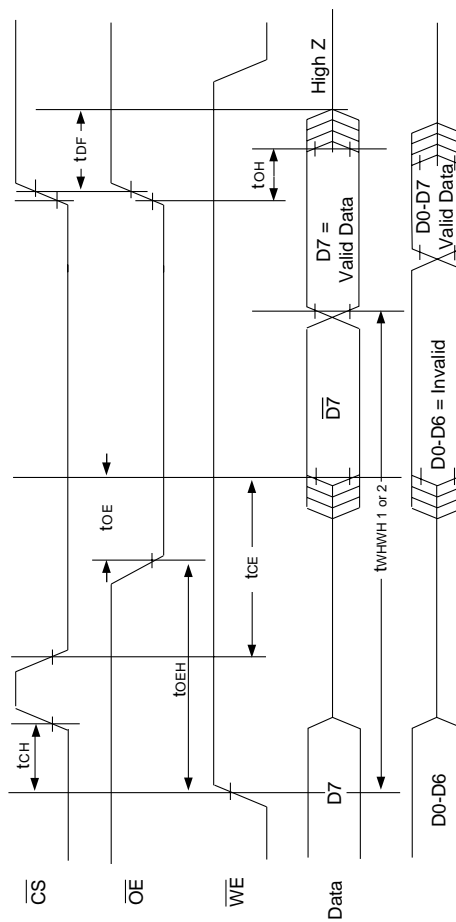 CS
tCH
tDF
OE
tOE
tOEH
tCE
WE
tOH
Data
D7
D7
D7 =
Valid Data
High Z
tWHWH 1 or 2
D0-D6
D0-D6 = Invalid
D0-D7
Valid Data